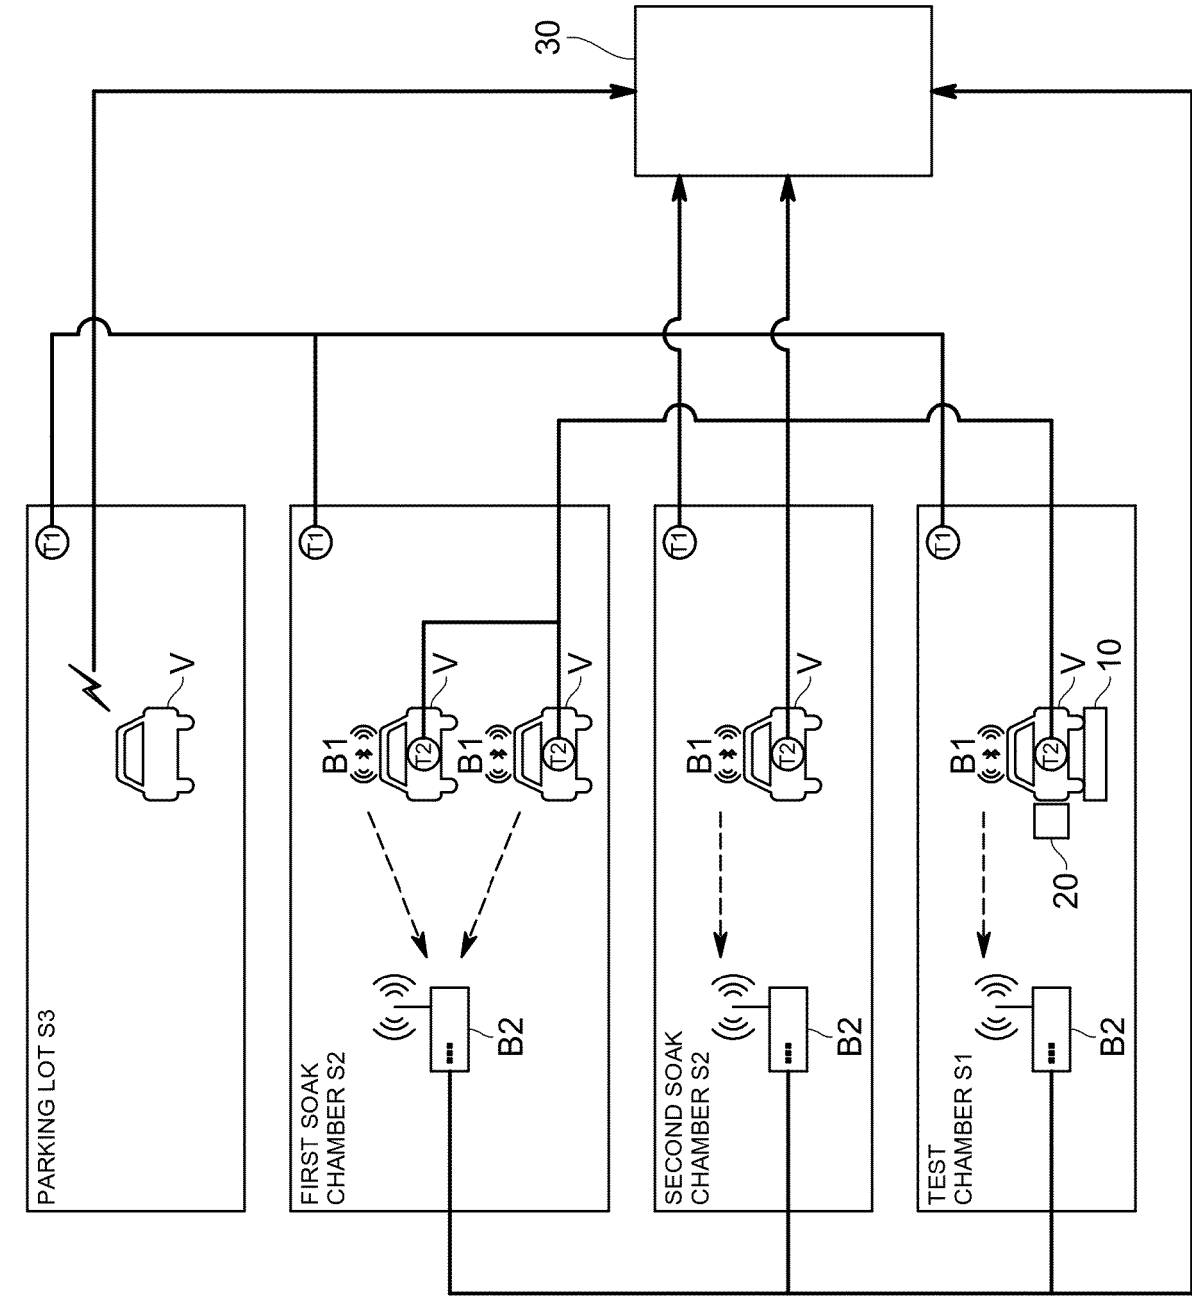 PARKING LOT S3
T1
V
FIRST SOAK
CHAMBER S2
T1
B1
T2
V
B1
T2
V
B2
30
SECOND SOAK
CHAMBER S2
T1
B1
T2
V
B2
TEST
CHAMBER S1
T1
B1
T2
V
10
20
B2